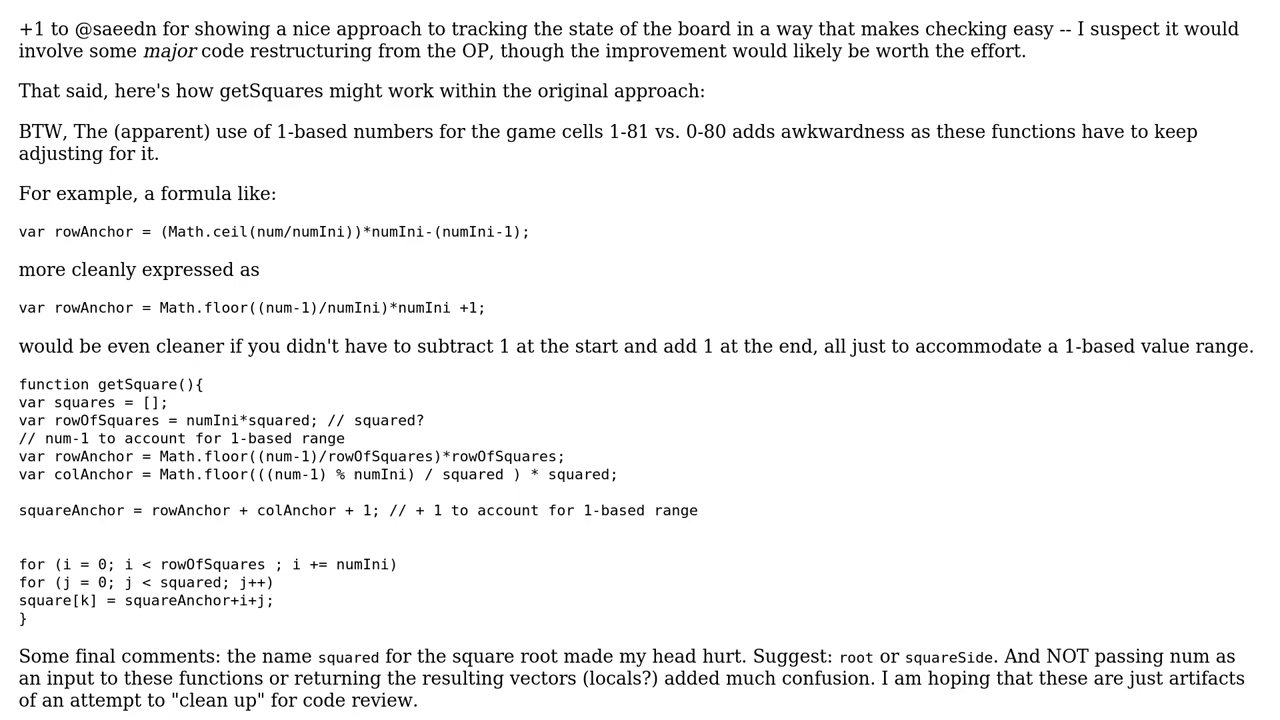 +1 to @saeedn for showing a nice approach to tracking the state of the board in a way that makes checking easy -- I suspect it would
involve some major code restructuring from the OP, though the improvement would likely be worth the effort.
That said, here's how getSquares might work within the original approach:
BTW, The (apparent) use of 1-based numbers for the game cells 1-81 vs. 0-80 adds awkwardness as these functions have to keep
adjusting for it.
For example, a formula like:
var rowAnchor = (Math.ceil(num/numIni))*numIni-(numIni-1);
more cleanly expressed as
var rowAnchor = Math.floor((num-1)/numIni)*numIni +1;
would be even cleaner if you didn't have to subtract 1 at the start and add 1 at the end, all just to accommodate a 1-based value range.
function getSquare(){
var squares = [];
var rowOfSquares = numIni*squared; // squared?
// num-1 to account for 1-based range
var rowAnchor = Math.floor((num-1)/rowOfSquares)*rowOfSquares;
var colAnchor = Math.floor(((num-1) % numIni) / squared ) * squared;
squareAnchor = rowAnchor + colAnchor + 1; // + 1 to account for 1-based range
for (i = 0; i < rowOfSquares ; i += numIni)
for (j = 0; j < squared; j++)
square[k] = squareAnchor+i+j;
}
Some final comments: the name squared for the square root made my head hurt. Suggest: root or squareSide. And NOT passing num as
an input to these functions or returning the resulting vectors (locals?) added much confusion. I am hoping that these are just artifacts
of an attempt to "clean up" for code review.